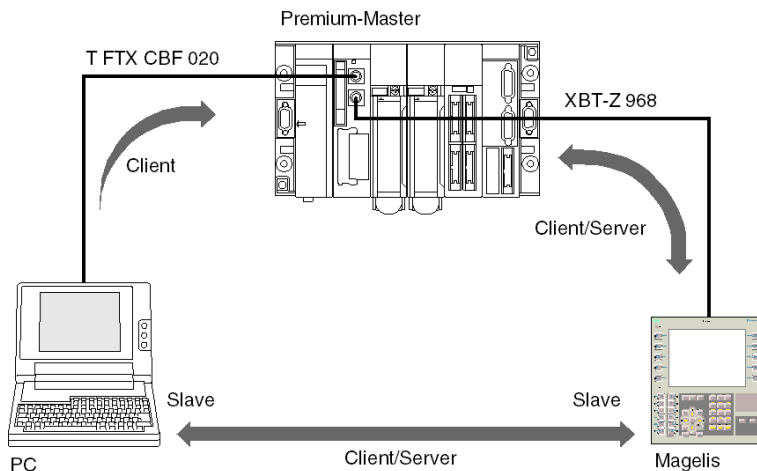 Premium-Master
T FTX CBF 020
XBT-Z 968
Client
Client/Server
Slave
Slave
Client/Server
PC
Magelis